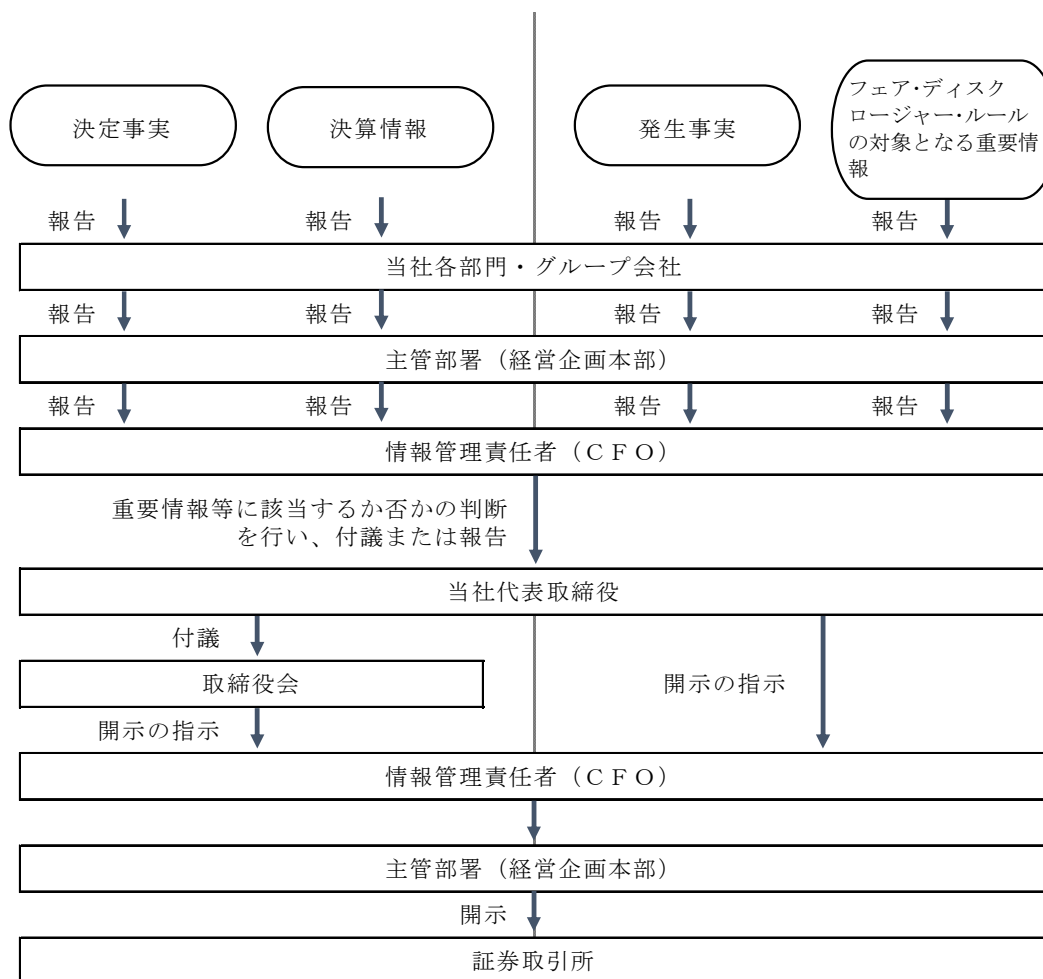 決定事実
決算情報
発生事実
フェア・ディスク
ロージャー・ルール
の対象となる重要情
報
報告
報告
報告
報告
当社各部門・グループ会社
報告
報告
報告
報告
主管部署（経営企画本部）
報告
報告
報告
報告
情報管理責任者（ＣＦＯ）
重要情報等に該当するか否かの判断
を行い、付議または報告
当社代表取締役
付議
取締役会
開示の指示
開示の指示
情報管理責任者（ＣＦＯ）
主管部署（経営企画本部）
開示
証券取引所